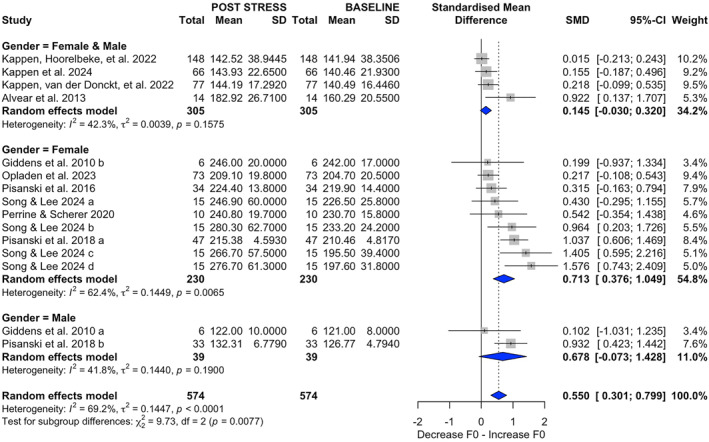 POST STRESS BASELINE Standardised Mean
Study Total Mean SD Total Mean SD Difference SMD 95%-CI Weight
Gender = Female & Male
Kappen, Hoorelbeke, et al. 2022 148 142.52 38.9445 148 141.94 38.3506 0.015 [-0.213; 0.243] 10.2%
Kappen et al. 2024 66 143.93 22.6500 66 140.46 21.9300 0.155 [-0.187; 0.496] 9.2%
Kappen, van der Donckt, et al. 2022 77 144.19 17.2920 77 140.49 16.4460 0.218 [-0.099; 0.535] 9.4%
Alvear et al. 2013 14 182.92 26.7100 14 160.29 20.5500 0.922 [ 0.137; 1.707] 5.3%
Random effects model 305 305 0.145 [-0.030; 0.320] 34.2%
Heterogeneity: I² = 42.3%, τ² = 0.0039, p = 0.1575
Gender = Female
Giddens et al. 2010 b 6 246.00 20.0000 6 242.00 17.0000 0.199 [-0.937; 1.334] 3.4%
Opladen et al. 2023 73 209.10 19.8000 73 204.70 20.5000 0.217 [-0.108; 0.543] 9.3%
Pisanski et al. 2016 34 224.40 13.8000 34 219.90 14.4000 0.315 [-0.163; 0.794] 8.0%
Song & Lee 2024 a 15 246.90 60.0000 15 226.50 25.8000 0.430 [-0.295; 1.155] 5.7%
Perrine & Scherer 2020 10 240.80 19.7000 10 230.70 15.8000 0.542 [-0.354; 1.438] 4.6%
Song & Lee 2024 b 15 280.30 62.7000 15 233.20 24.2000 0.964 [ 0.203; 1.726] 5.5%
Pisanski et al. 2018 a 47 215.38 4.5930 47 210.46 4.8170 1.037 [ 0.606; 1.469] 8.4%
Song & Lee 2024 c 15 266.70 57.5000 15 195.50 39.4000 1.405 [ 0.595; 2.216] 5.1%
Song & Lee 2024 d 15 276.70 61.3000 15 197.60 31.8000 1.576 [ 0.743; 2.409] 5.0%
Random effects model 230 230 0.713 [ 0.376; 1.049] 54.8%
Heterogeneity: I² = 62.4%, τ² = 0.1449, p = 0.0065
Gender = Male
Giddens et al. 2010 a 6 122.00 10.0000 6 121.00 8.0000 0.102 [-1.031; 1.235] 3.4%
Pisanski et al. 2018 b 33 132.31 6.7790 33 126.77 4.7940 0.932 [ 0.423; 1.442] 7.6%
Random effects model 39 39 0.678 [-0.073; 1.428] 11.0%
Heterogeneity: I² = 41.8%, τ² = 0.1440, p = 0.1900
Random effects model 574 574 0.550 [ 0.301; 0.799] 100.0%
Heterogeneity: I² = 69.2%, τ² = 0.1447, p < 0.0001
Test for subgroup differences: χ²₂ = 9.73, df = 2 (p = 0.0077)
-2 -1 0 1 2
Decrease F0 - Increase F0